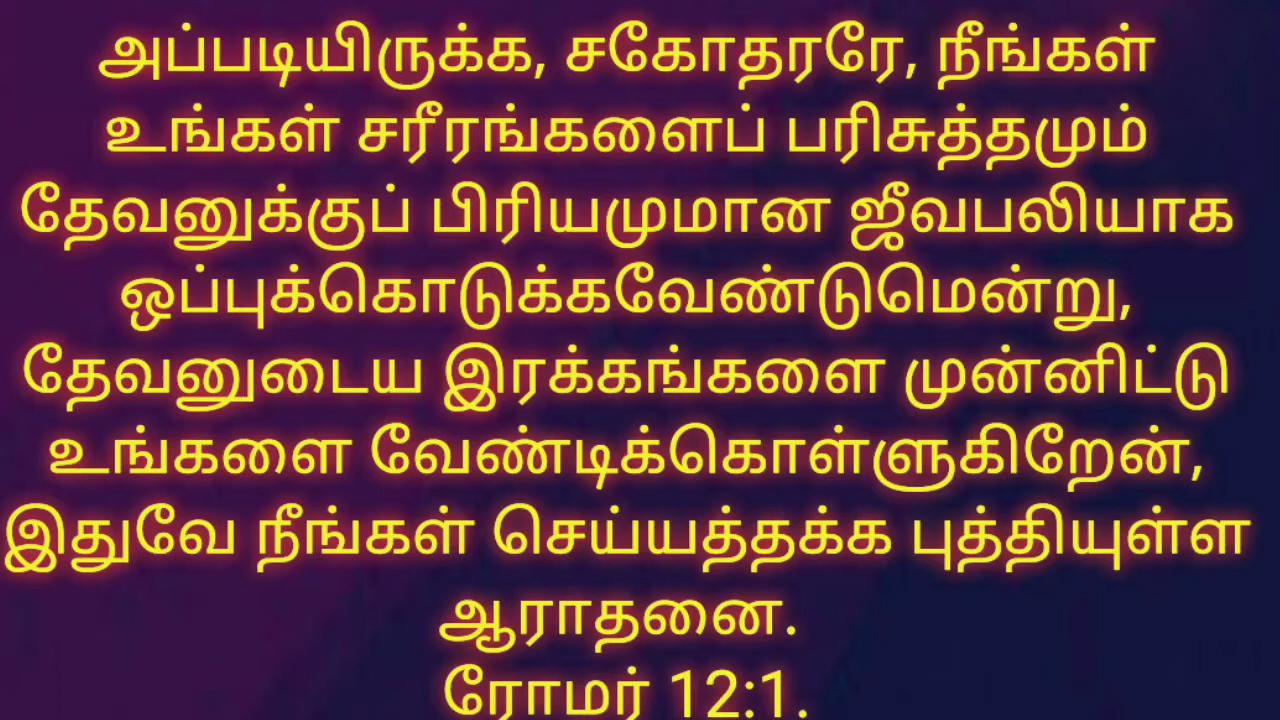 அப்படியிருக்க, சகோதரரே, நீங்கள்
உங்கள் சரீரங்களைப் பரிசுத்தமும்
தேவனுக்குப் பிரியமுமான ஜீவபலியாக
ஒப்புக்கொடுக்கவேண்டுமென்று,
தேவனுடைய இரக்கங்களை முன்னிட்டு
உங்களை வேண்டிக்கொள்ளுகிறேன்,
இதுவே நீங்கள் செய்யத்தக்க புத்தியுள்ள
ஆராதனை.
ரோமர் 12:1.